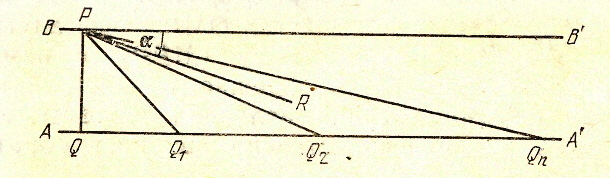 P
B α B'
R
A A'
Q Q₁ Q₂ Qₙ